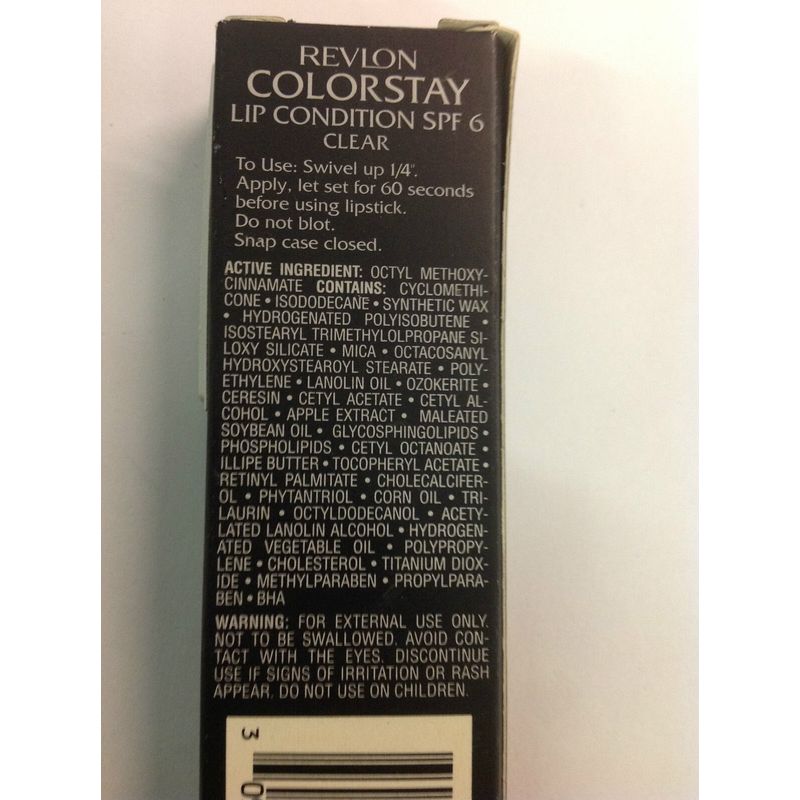 REVLON
COLORSTAY
LIP CONDITION SPF 6
CLEAR
To Use: Swivel up 1/4".
Apply, let set for 60 seconds
before using lipstick.
Do not blot.
Snap case closed.
ACTIVE INGREDIENT: OCTYL METHOXY-
CINNAMATE CONTAINS: CYCLOMETHI-
CONE • ISODODECANE • SYNTHETIC WAX
• HYDROGENATED POLYISOBUTENE •
ISOSTEARYL TRIMETHYLOLPROPANE SI-
LOXY SILICATE • MICA • OCTACOSANYL
HYDROXYSTEAROYL STEARATE • POLY-
ETHYLENE • LANOLIN OIL • OZOKERITE •
CERESIN • CETYL ACETATE • CETYL AL-
COHOL • APPLE EXTRACT • MALEATED
SOYBEAN OIL • GLYCOSPHINGOLIPIDS •
PHOSPHOLIPIDS • CETYL OCTANOATE •
ILLIPE BUTTER • TOCOPHERYL ACETATE •
RETINYL PALMITATE • CHOLECALCIFER-
OL • PHYTANTRIOL • CORN OIL • TRI-
LAURIN • OCTYLDODECANOL • ACETY-
LATED LANOLIN ALCOHOL • HYDROGEN-
ATED VEGETABLE OIL • POLYPROPY-
LENE • CHOLESTEROL • TITANIUM DIOX-
IDE • METHYLPARABEN • PROPYLPARA-
BEN • BHA
WARNING: FOR EXTERNAL USE ONLY.
NOT TO BE SWALLOWED. AVOID CON-
TACT WITH THE EYES. DISCONTINUE
USE IF SIGNS OF IRRITATION OR RASH
APPEAR. DO NOT USE ON CHILDREN.
3
0